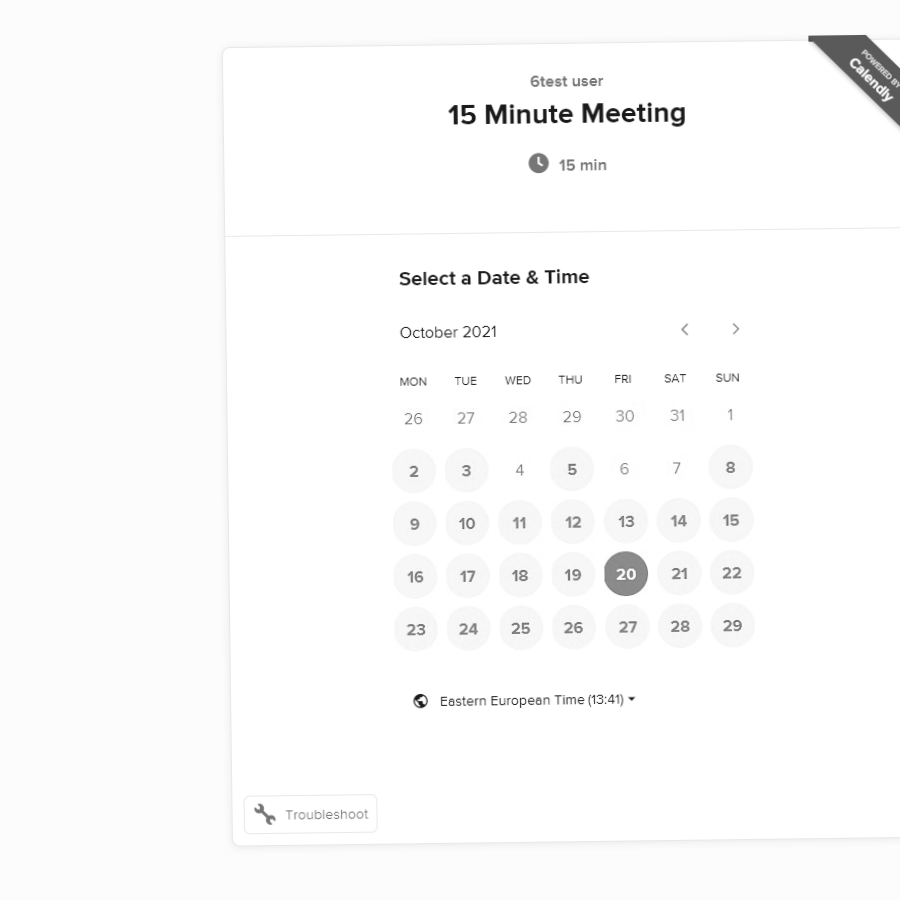 6test user
POWERED BY
Calendly
15 Minute Meeting
15 min
Select a Date & Time
October 2021
MON TUE WED THU FRI SAT SUN
26 27 28 29 30 31 1
2 3 4 5 6 7 8
9 10 11 12 13 14 15
16 17 18 19 20 21 22
23 24 25 26 27 28 29
Eastern European Time (13:41)
Troubleshoot